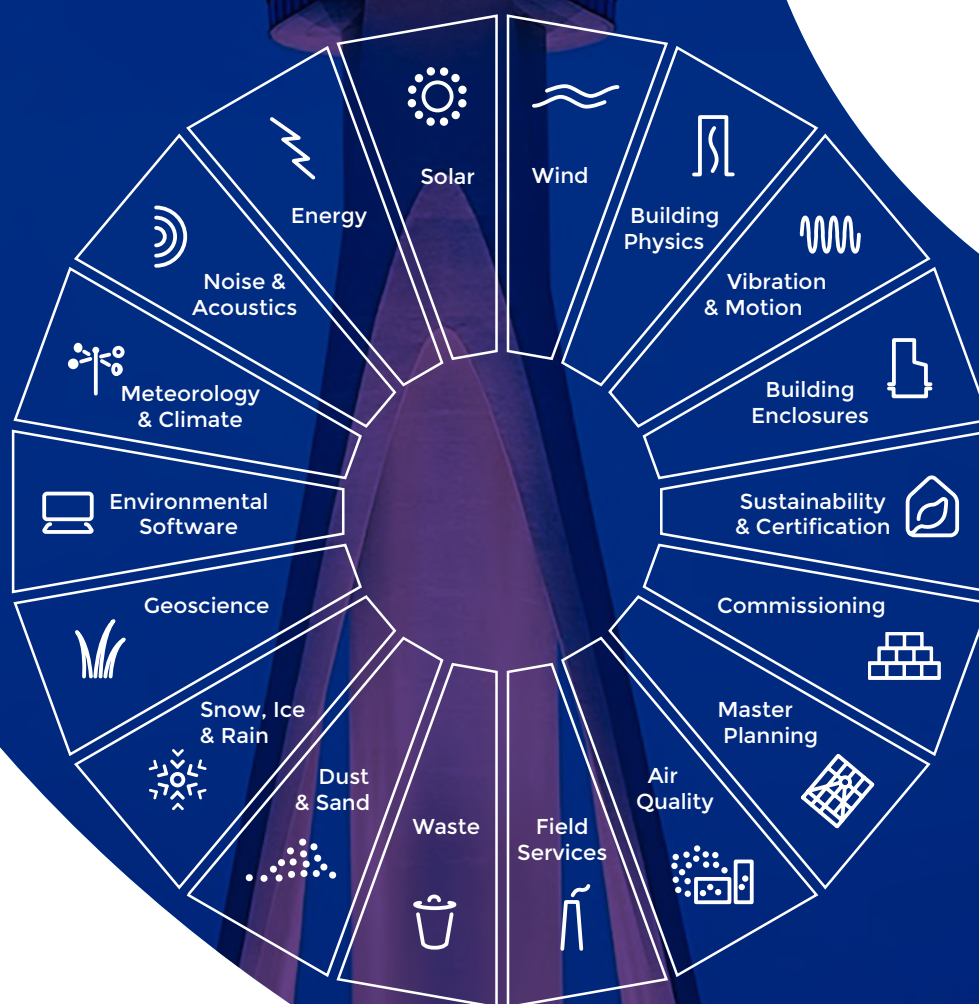 Solar
Wind
Building
Physics
Vibration
& Motion
Building
Enclosures
Sustainability
& Certification
Commissioning
Master
Planning
Air
Quality
Field
Services
Waste
Dust
& Sand
Snow, Ice
& Rain
Geoscience
Environmental
Software
Meteorology
& Climate
Noise &
Acoustics
Energy